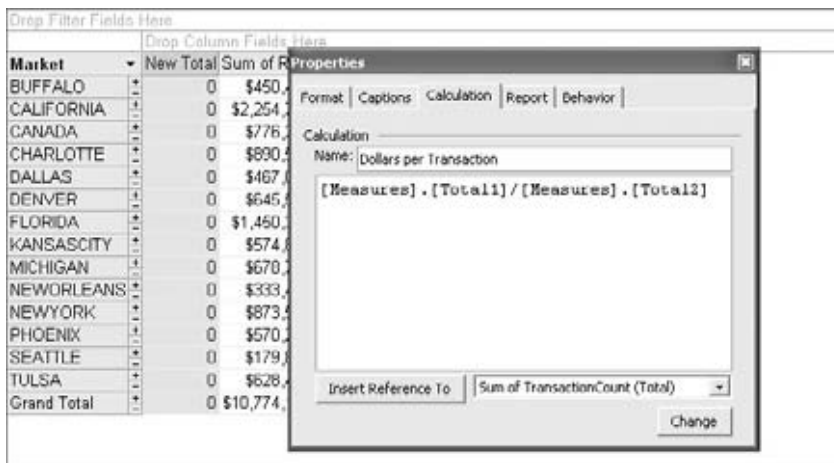 Drop Filter Fields Here
Drop Column Fields Here
Market New Total Sum of R
BUFFALO 0 $450,
CALIFORNIA 0 $2,254,
CANADA 0 $776,
CHARLOTTE 0 $890,
DALLAS 0 $467,
DENVER 0 $645,
FLORIDA 0 $1,450,
KANSASCITY 0 $574,
MICHIGAN 0 $678,
NEWORLEANS 0 $333,
NEWYORK 0 $873,
PHOENIX 0 $570,
SEATTLE 0 $179,
TULSA 0 $628,
Grand Total 0 $10,774,
Properties
Format Captions Calculation Report Behavior
Calculation
Name: Dollars per Transaction
[Measures].[Total1]/[Measures].[Total2]
Insert Reference To Sum of TransactionCount (Total)
Change